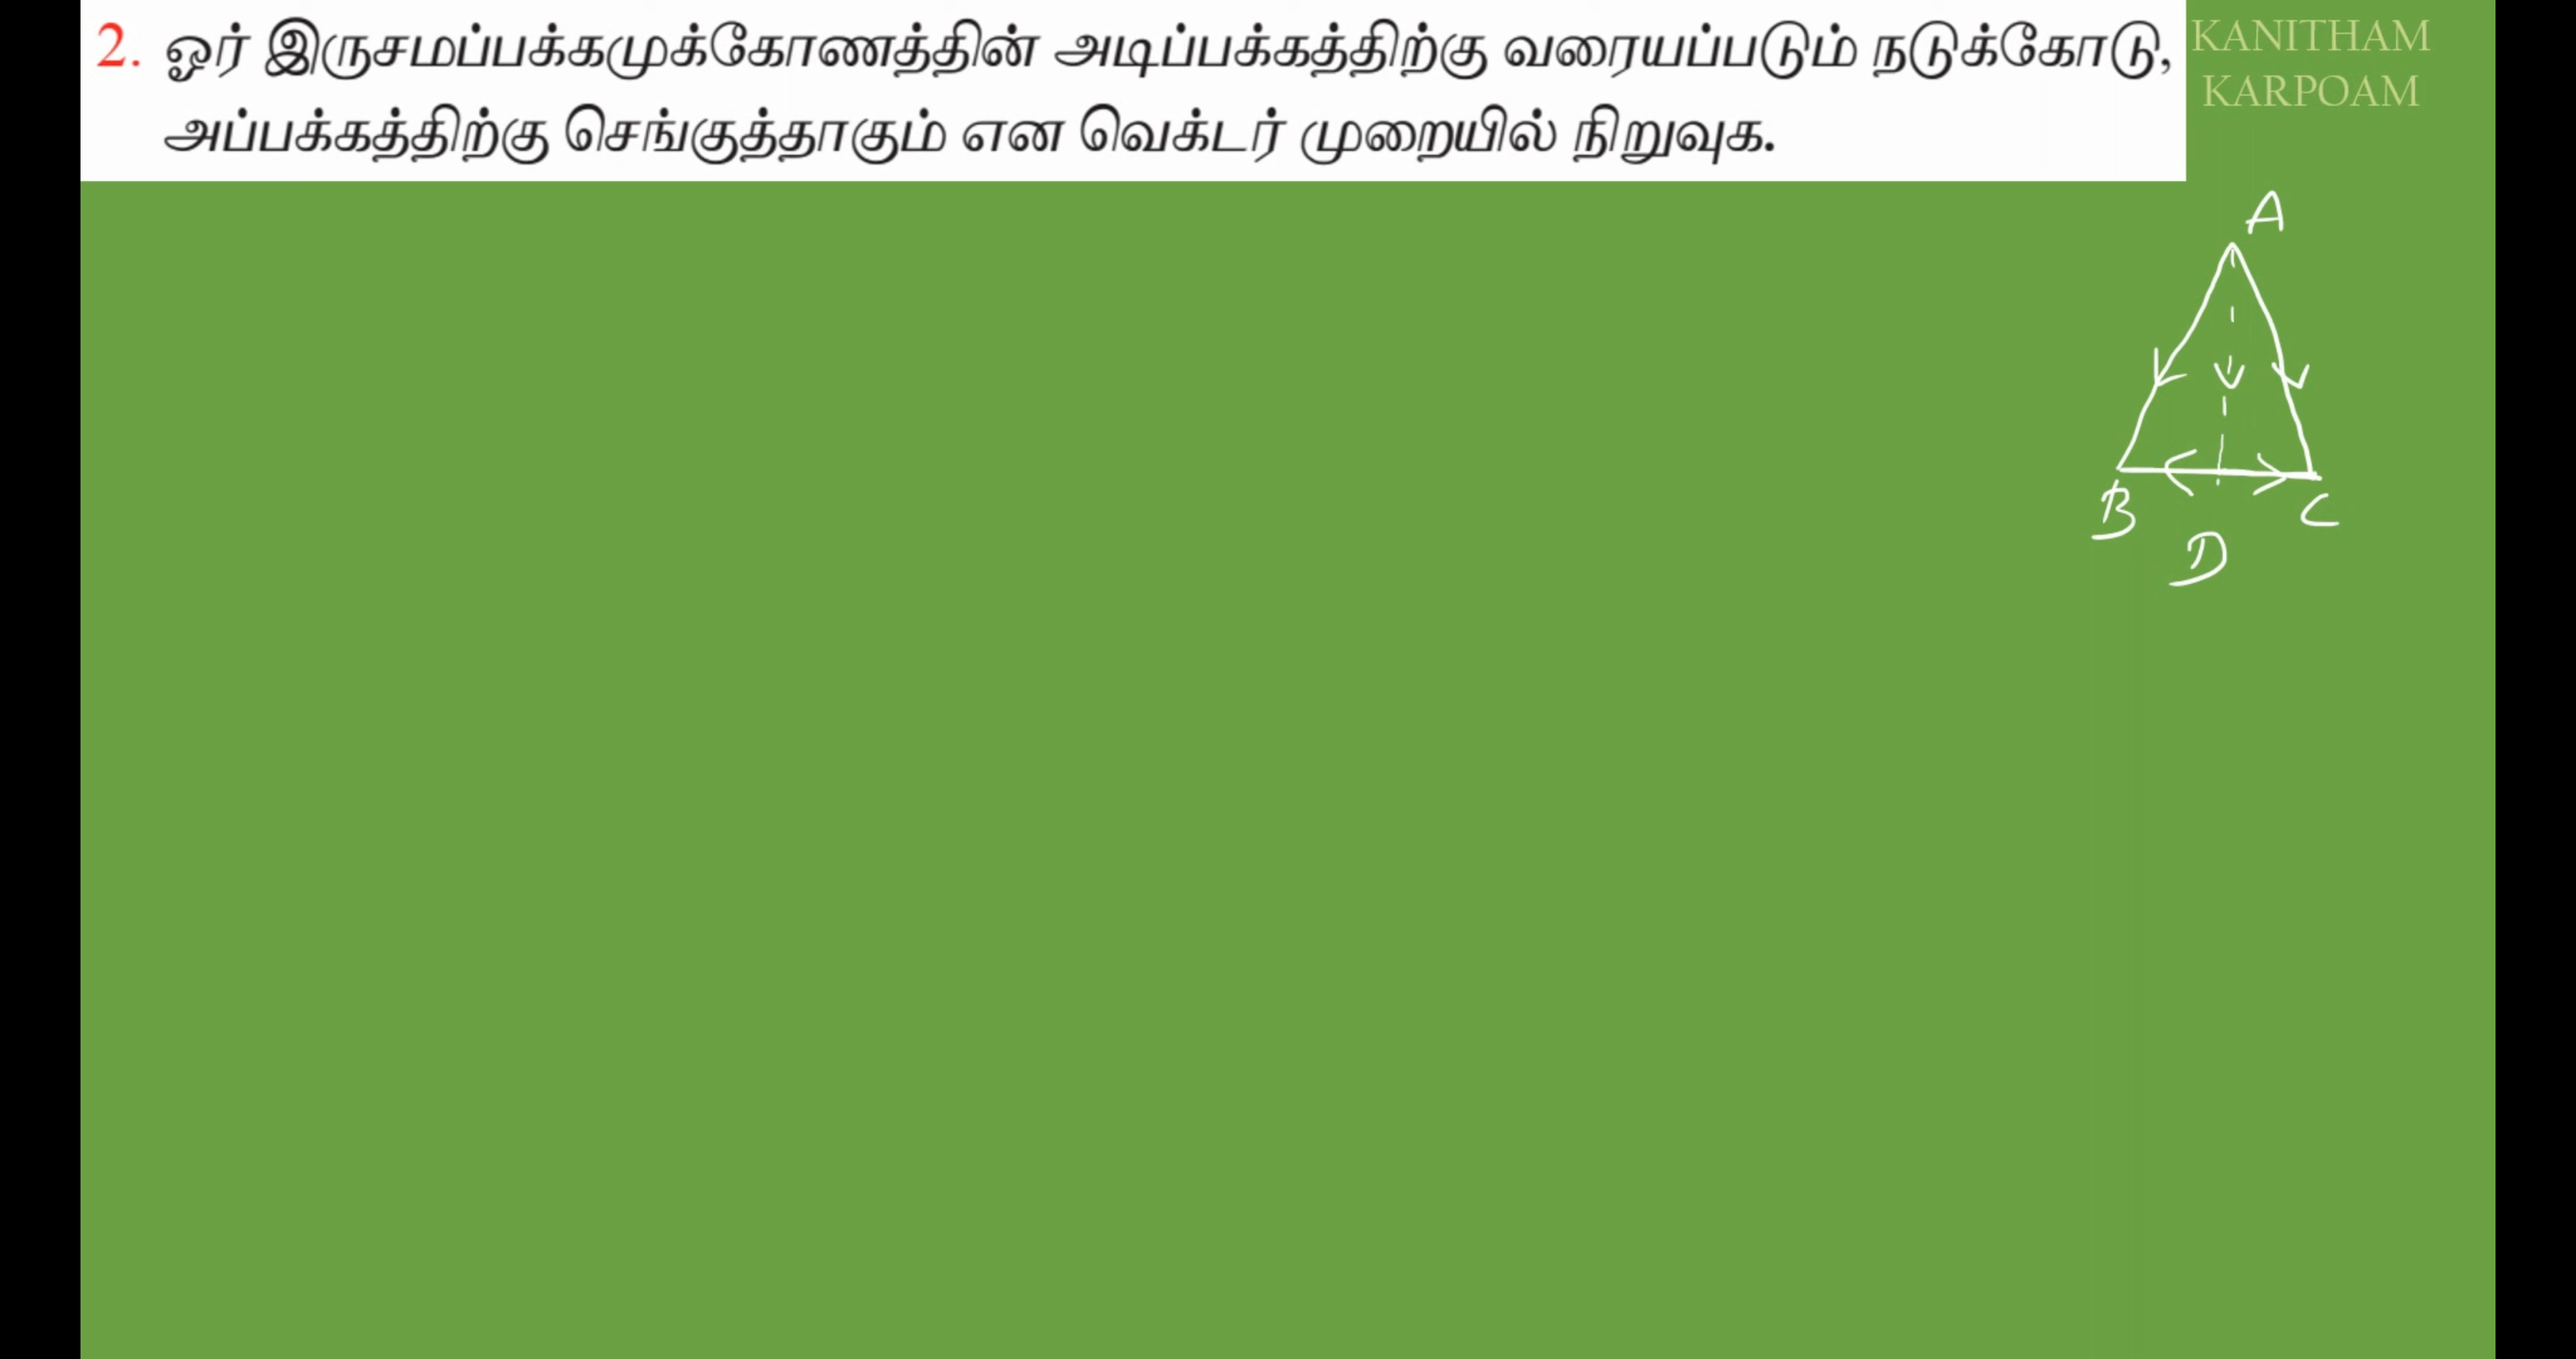 2. ஓர் இருசமப்பக்கமுக்கோணத்தின் அடிப்பக்கத்திற்கு வரையப்படும் நடுக்கோடு,
அப்பக்கத்திற்கு செங்குத்தாகும் என வெக்டர் முறையில் நிறுவுக.
KANITHAM
KARPOAM
A
B
C
D